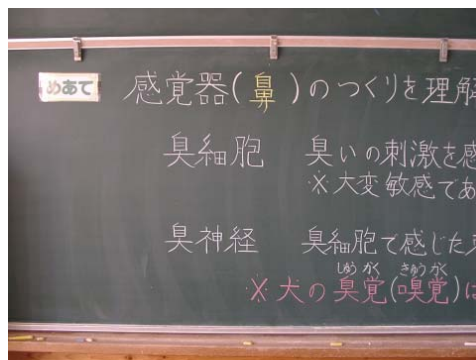 めあて 感覚器(鼻)のつくりを理解
臭細胞 臭いの刺激を感
※大変敏感であ
臭神経 臭細胞で感じた臭
しゅうかく きゅうかく
※犬の臭覚(嗅覚)は